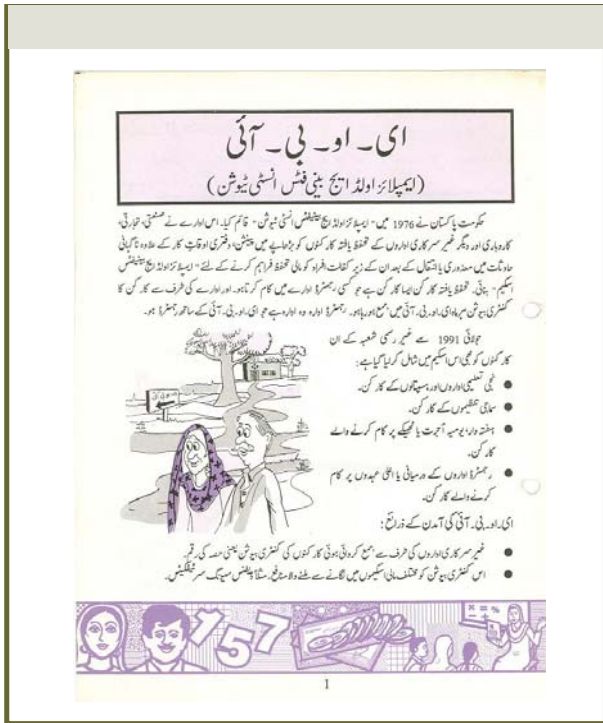 ای ۔ او ۔ بی ۔ آئی
(ایمپلائز اولڈ ایج بینی فٹس انسٹی ٹیوشن)
حکومت پاکستان نے 1976 میں " ایمپلائز اولڈ ایج بینیفٹس انسٹی ٹیوشن " قائم کیا۔ اس ادارے نے صنعتی، تجارتی،
کاروباری اور دیگر غیر سرکاری اداروں کے تحفظ یافتہ کارکنوں کو بڑھاپے میں پینشن، دفتری اوقات کار کے علاوہ ناگہانی
حادثات میں معذوری یا انتقال کے بعد ان کے زیر کفالت افراد کو مالی تحفظ فراہم کرنے کے لئے " ایمپلائز اولڈ ایج بینیفٹس
اسکیم " بنائی۔ تحفظ یافتہ کارکن ایسا کارکن ہے جو کسی رجسٹرڈ ادارے میں کام کرتا ہو۔ اور ادارے کی طرف سے کارکن کا
کنٹری بیوشن ہر ماہ ای۔او۔بی۔آئی میں جمع ہو رہا ہو۔ رجسٹرڈ ادارہ وہ ادارہ ہے جو ای۔او۔بی۔آئی کے ساتھ رجسٹرڈ ہو۔
جولائی 1991 سے غیر رسمی شعبہ کے ان
کارکنوں کو بھی اس اسکیم میں شامل کر لیا گیا ہے :
● نجی تعلیمی اداروں اور ہسپتالوں کے کارکن۔
● سماجی تنظیموں کے کارکن۔
● ہفتہ وار، یومیہ اجرت یا ٹھیکے پر کام کرنے والے
کارکن۔
● رجسٹرڈ اداروں کے درمیانی یا اعلیٰ عہدوں پر کام
کرنے والے کارکن۔
ای۔او۔بی۔آئی کی آمدن کے ذرائع :
● غیر سرکاری اداروں کی طرف سے جمع کروائی ہوئی کارکنوں کی کنٹری بیوشن یعنی حصہ کی رقم۔
● اس کنٹری بیوشن کو مختلف مالی اسکیموں میں لگانے سے ملنے والا منافع۔ مثلاً ڈیفنس سیونگ سرٹیفکیٹس۔
1 5 7
1